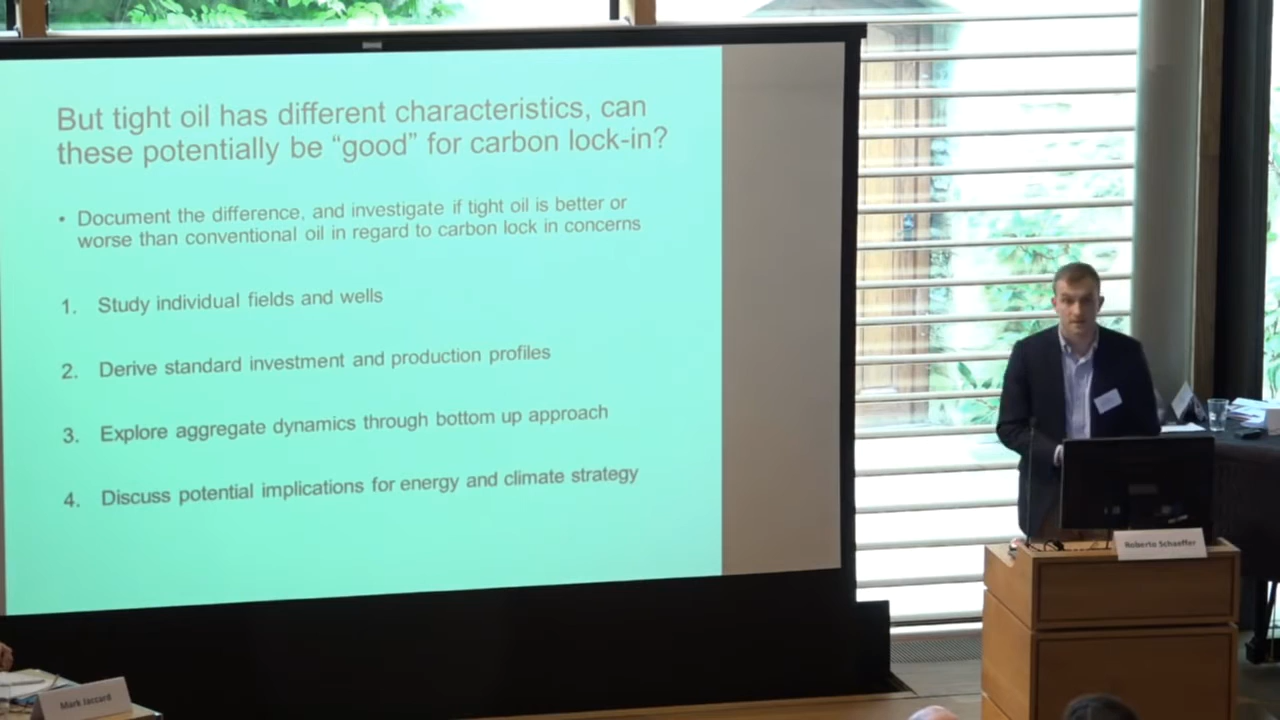 But tight oil has different characteristics, can
these potentially be “good” for carbon lock-in?
• Document the difference, and investigate if tight oil is better or
worse than conventional oil in regard to carbon lock in concerns
1. Study individual fields and wells
2. Derive standard investment and production profiles
3. Explore aggregate dynamics through bottom up approach
4. Discuss potential implications for energy and climate strategy
Roberto Schaeffer
Mark Jaccard